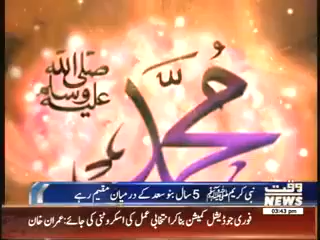 صلى الله
عليه وسلم
محمد
نبی کریم ﷺ 5 سال بنو سعد کے درمیان مقیم رہے
وقت
NEWS
03:43 pm
فوری جوڈیشل کمیشن بنا کر انتخابی عمل کی اسکروٹنی کی جائے: عمران خان